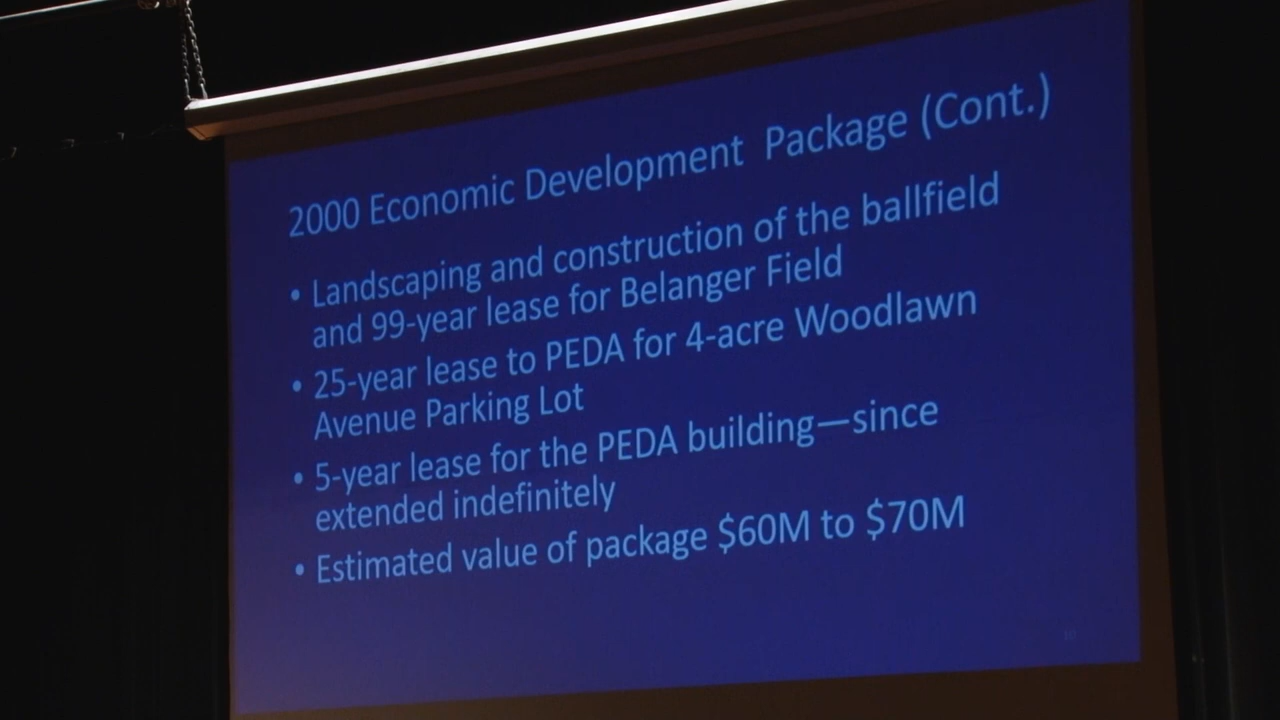 2000 Economic Development Package (Cont.)
• Landscaping and construction of the ballfield
and 99-year lease for Belanger Field
• 25-year lease to PEDA for 4-acre Woodlawn
Avenue Parking Lot
• 5-year lease for the PEDA building—since
extended indefinitely
• Estimated value of package $60M to $70M